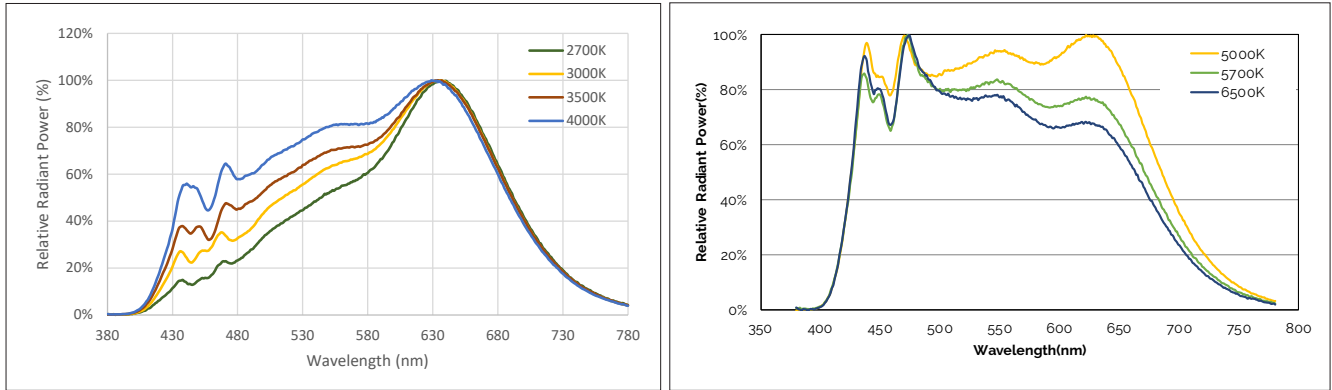 120%
100%
80%
60%
40%
20%
0%
Relative Radiant Power (%)
2700K
3000K
3500K
4000K
380 430 480 530 580 630 680 730 780
Wavelength (nm)
100%
80%
60%
40%
20%
0%
Relative Radiant Power(%)
5000K
5700K
6500K
350 400 450 500 550 600 650 700 750 800
Wavelength(nm)